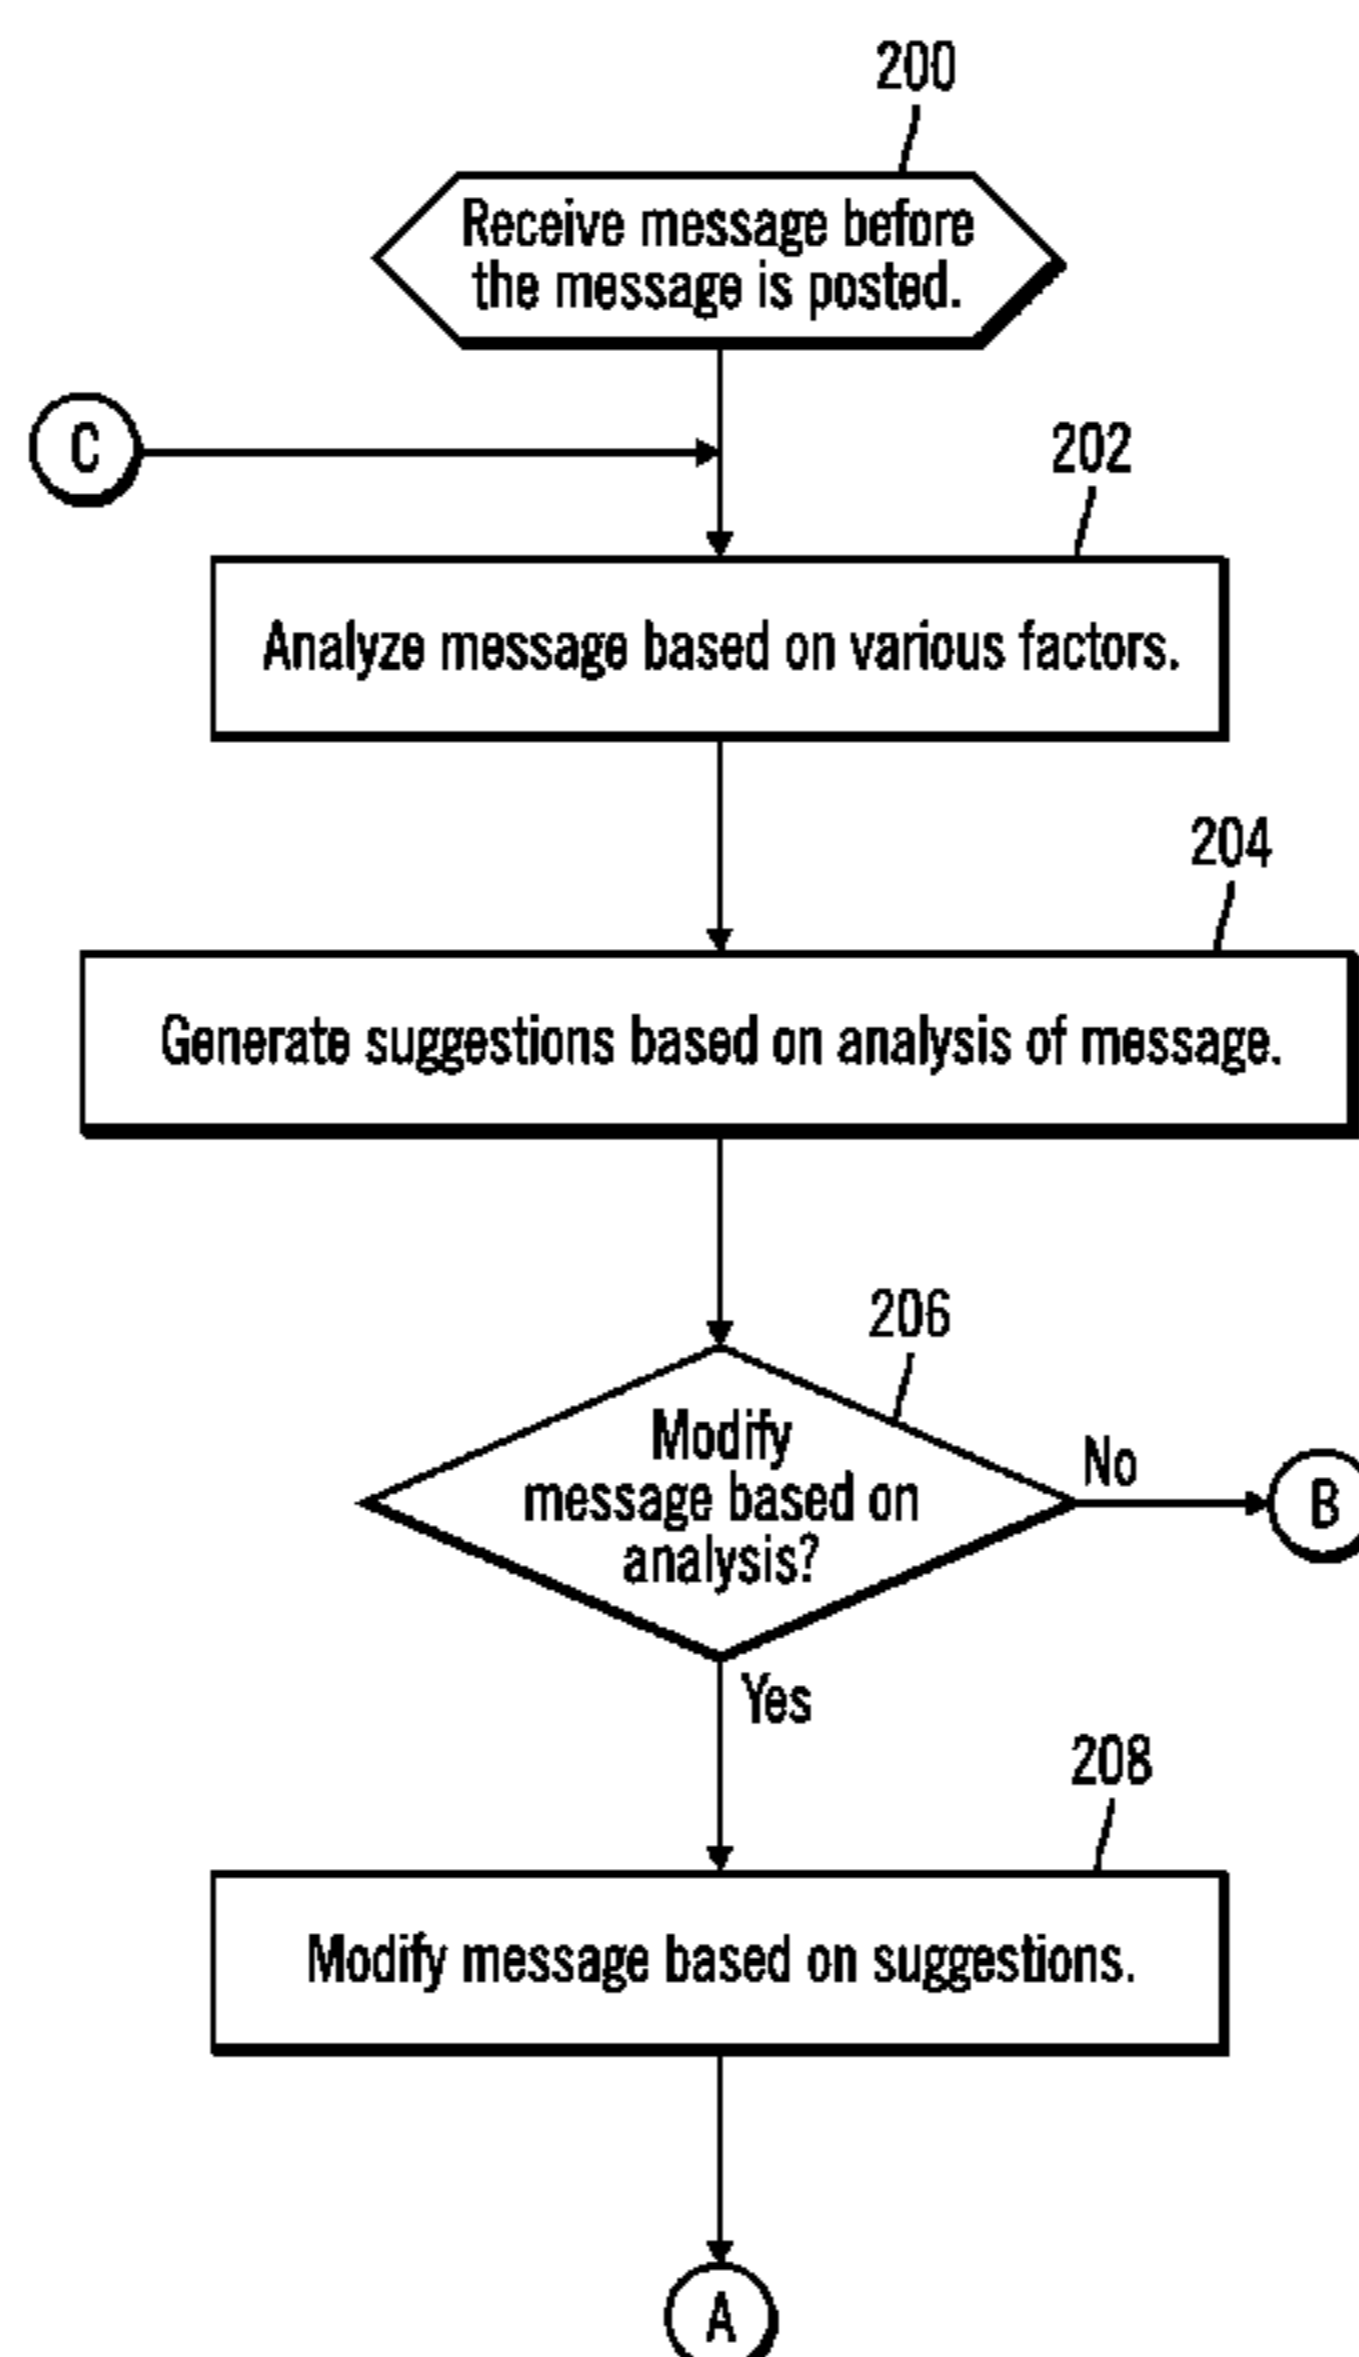 200
Receive message before
the message is posted.
C
202
Analyze message based on various factors.
204
Generate suggestions based on analysis of message.
206
Modify
message based on
analysis?
No
B
Yes
208
Modify message based on suggestions.
A